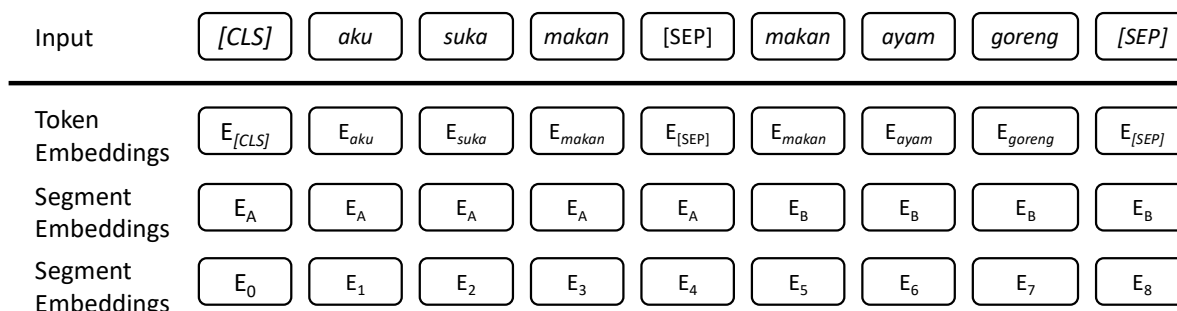 Input [CLS] aku suka makan [SEP] makan ayam goreng [SEP]
Token Embeddings E[CLS] Eaku Esuka Emakan E[SEP] Emakan Eayam Egoreng E[SEP]
Segment Embeddings EA EA EA EA EA EB EB EB EB
Segment Embeddings E0 E1 E2 E3 E4 E5 E6 E7 E8